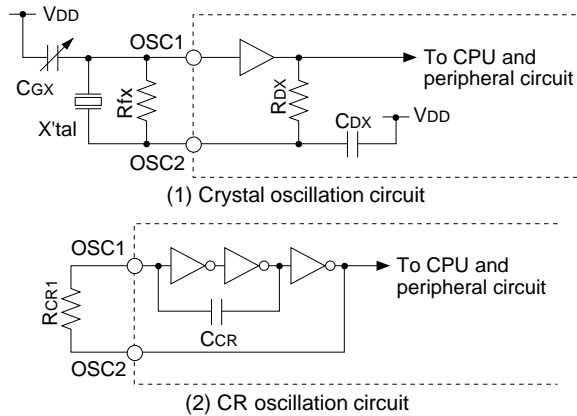 VDD
CGX
X'tal
Rfx
OSC1
OSC2
RDX
CDX
VDD
To CPU and
peripheral circuit
(1) Crystal oscillation circuit
OSC1
RCR1
OSC2
CCR
To CPU and
peripheral circuit
(2) CR oscillation circuit